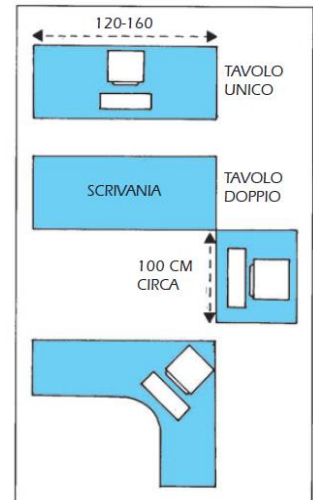 120-160
TAVOLO
UNICO
SCRIVANIA
TAVOLO
DOPPIO
100 CM
CIRCA